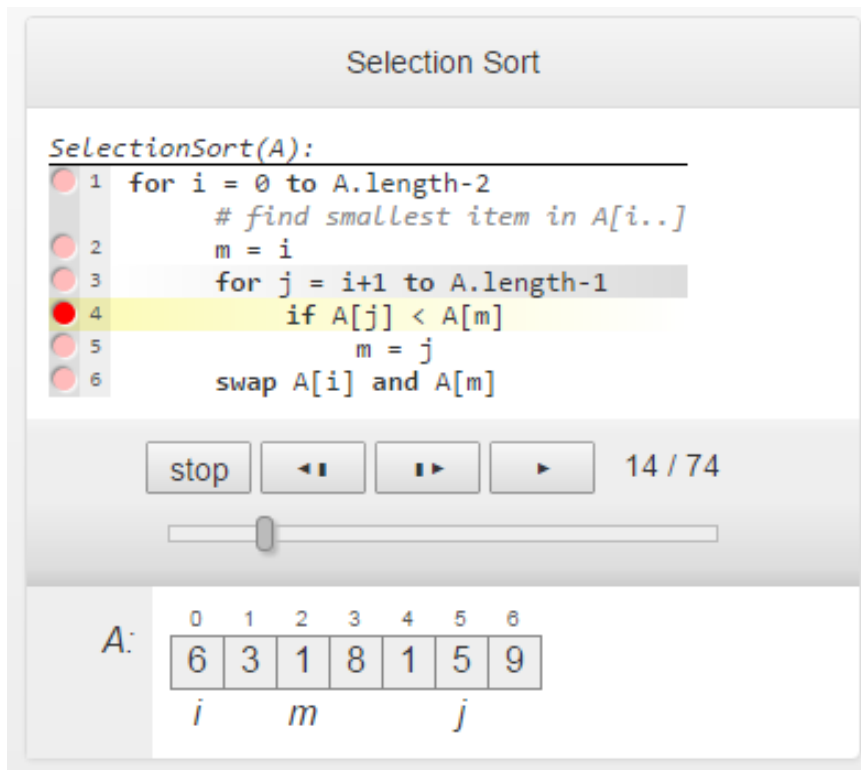 Selection Sort
SelectionSort(A):
1 for i = 0 to A.length-2
# find smallest item in A[i..]
2 m = i
3 for j = i+1 to A.length-1
4 if A[j] < A[m]
5 m = j
6 swap A[i] and A[m]
stop 14 / 74
0 1 2 3 4 5 6
A: 6 3 1 8 1 5 9
i m j